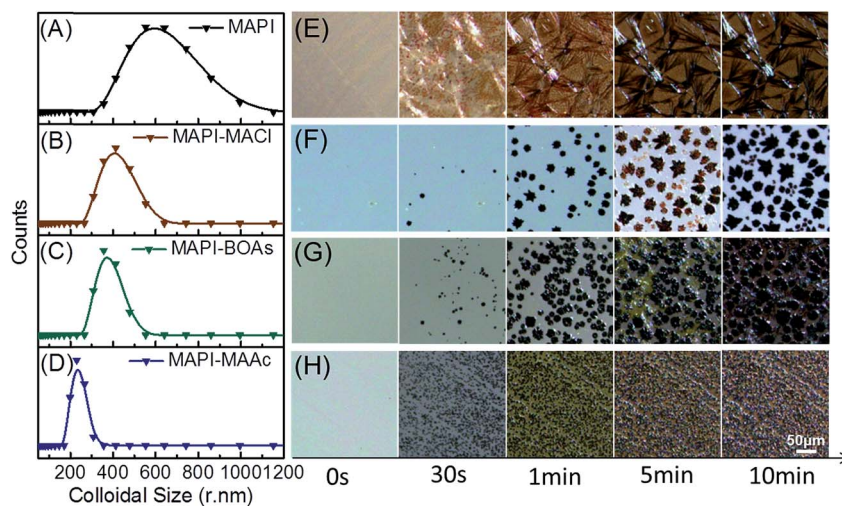 (A)
MAPI
(B)
MAPI-MACl
(C)
MAPI-BOAs
(D)
MAPI-MAAc
Counts
200 400 600 800 1000 1200
Colloidal Size (r.nm)
(E)
(F)
(G)
(H)
50μm
0s 30s 1min 5min 10min